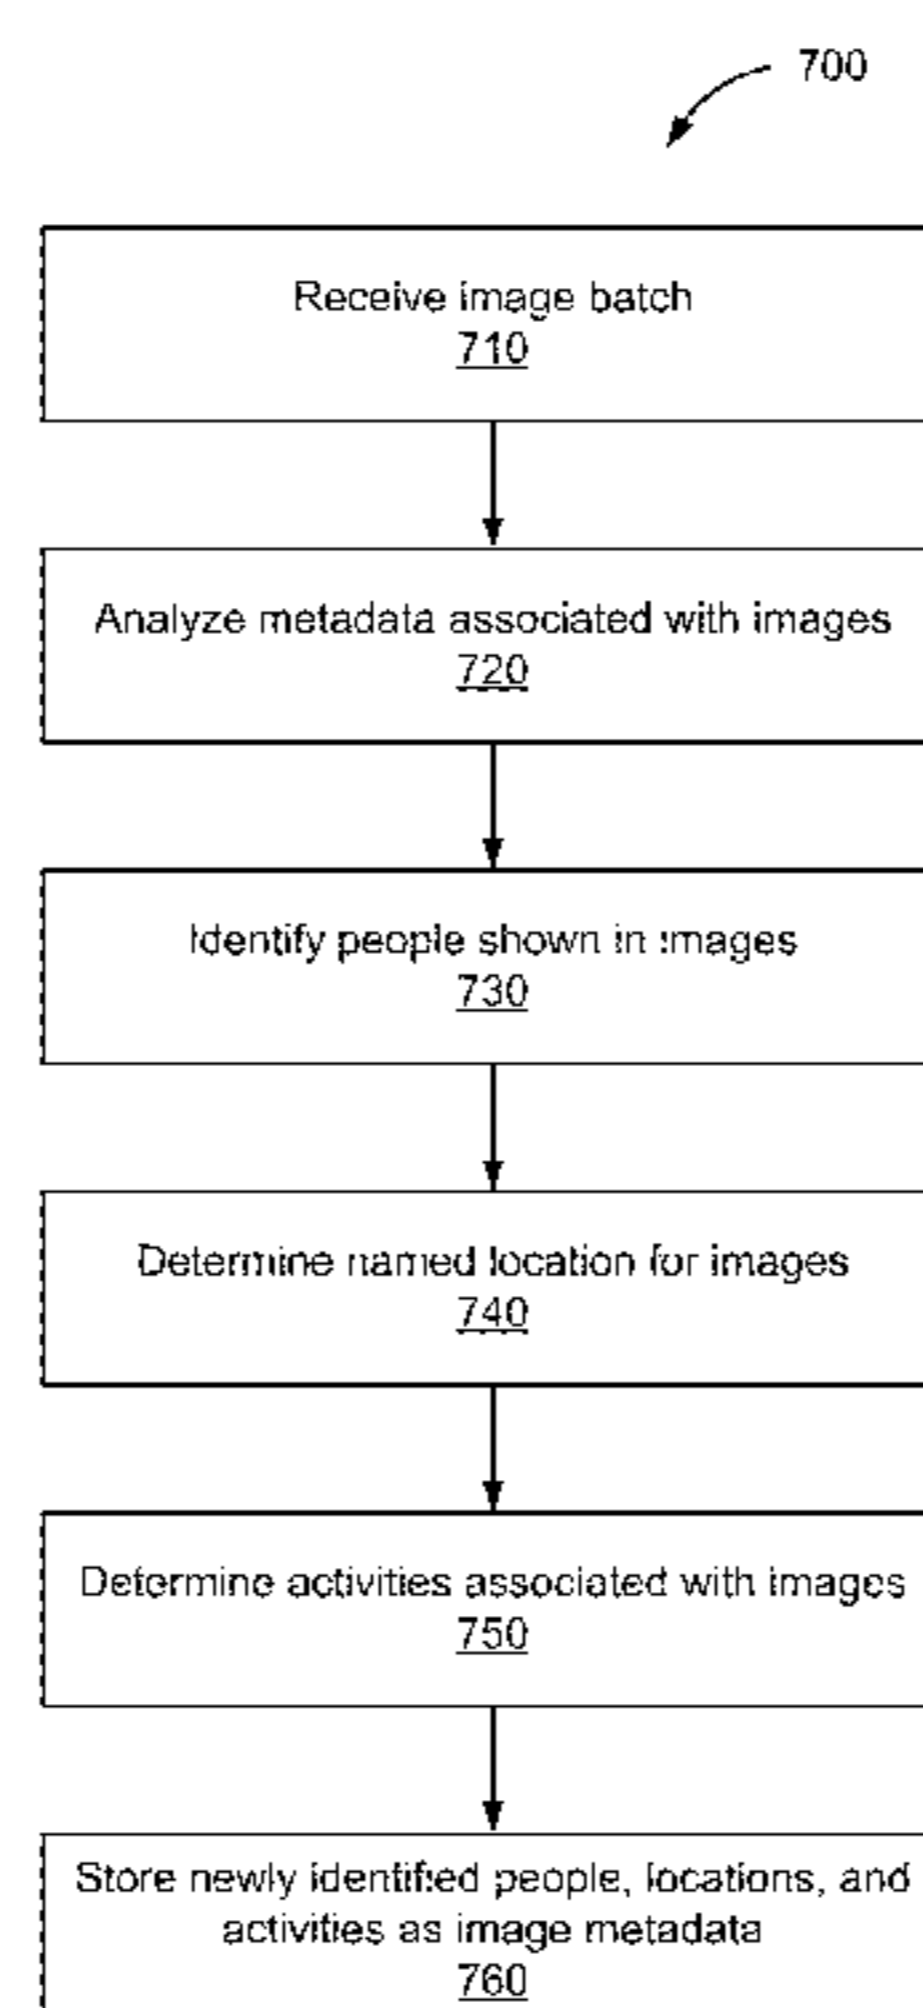 700
Receive image batch
710
Analyze metadata associated with images
720
Identify people shown in images
730
Determine named location for images
740
Determine activities associated with images
750
Store newly identified people, locations, and
activities as image metadata
760